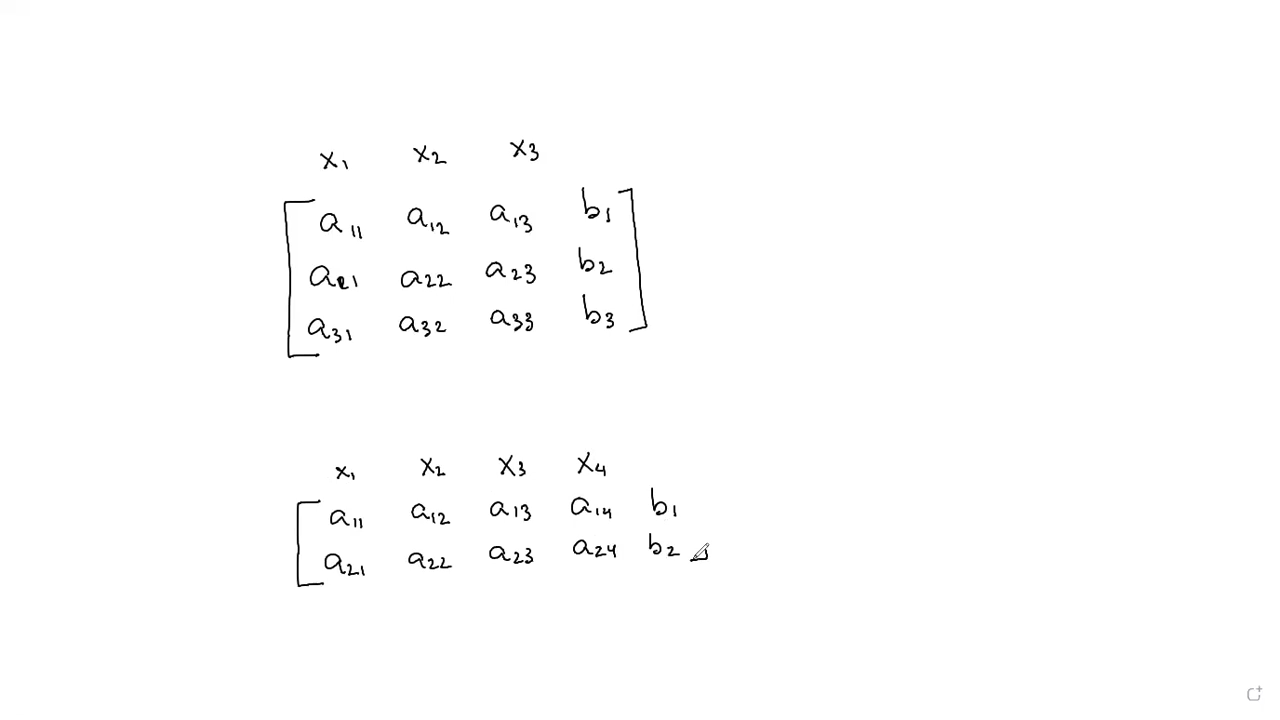 x₁ x₂ x₃
a₁₁ a₁₂ a₁₃ b₁
a₂₁ a₂₂ a₂₃ b₂
a₃₁ a₃₂ a₃₃ b₃
x₁ x₂ x₃ x₄
a₁₁ a₁₂ a₁₃ a₁₄ b₁
a₂₁ a₂₂ a₂₃ a₂₄ b₂